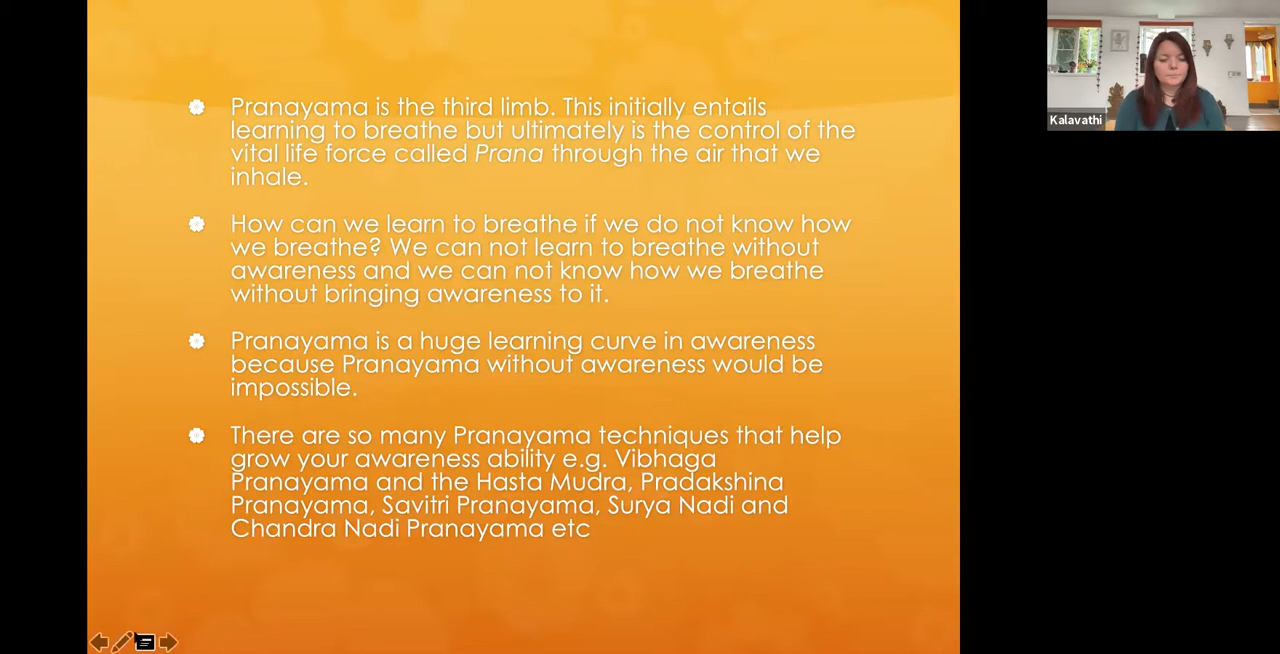 Pranayama is the third limb. This initially entails
learning to breathe but ultimately is the control of the
vital life force called Prana through the air that we
inhale.
How can we learn to breathe if we do not know how
we breathe? We can not learn to breathe without
awareness and we can not know how we breathe
without bringing awareness to it.
Pranayama is a huge learning curve in awareness
because Pranayama without awareness would be
impossible.
There are so many Pranayama techniques that help
grow your awareness ability e.g. Vibhaga
Pranayama and the Hasta Mudra, Pradakshina
Pranayama, Savitri Pranayama, Surya Nadi and
Chandra Nadi Pranayama etc
Kalavathi